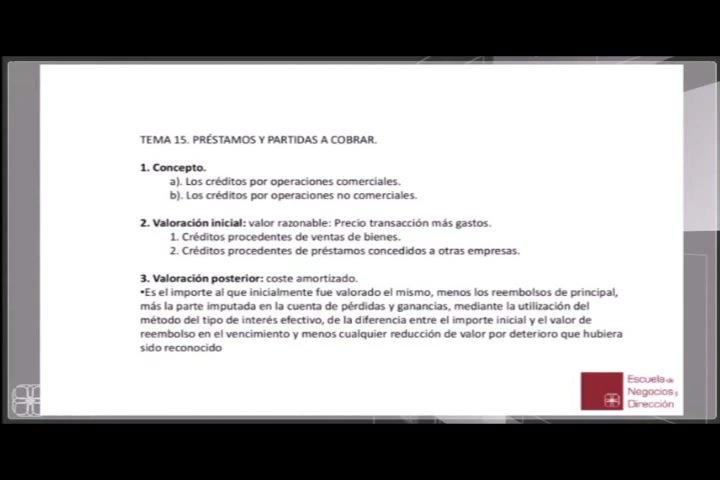 TEMA 15. PRÉSTAMOS Y PARTIDAS A COBRAR.
1. Concepto.
a). Los créditos por operaciones comerciales.
b). Los créditos por operaciones no comerciales.
2. Valoración inicial: valor razonable: Precio transacción más gastos.
1. Créditos procedentes de ventas de bienes.
2. Créditos procedentes de préstamos concedidos a otras empresas.
3. Valoración posterior: coste amortizado.
•Es el importe al que inicialmente fue valorado el mismo, menos los reembolsos de principal,
más la parte imputada en la cuenta de pérdidas y ganancias, mediante la utilización del
método del tipo de interés efectivo, de la diferencia entre el importe inicial y el valor de
reembolso en el vencimiento y menos cualquier reducción de valor por deterioro que hubiera
sido reconocido
Escuela de
Negocios y
Dirección